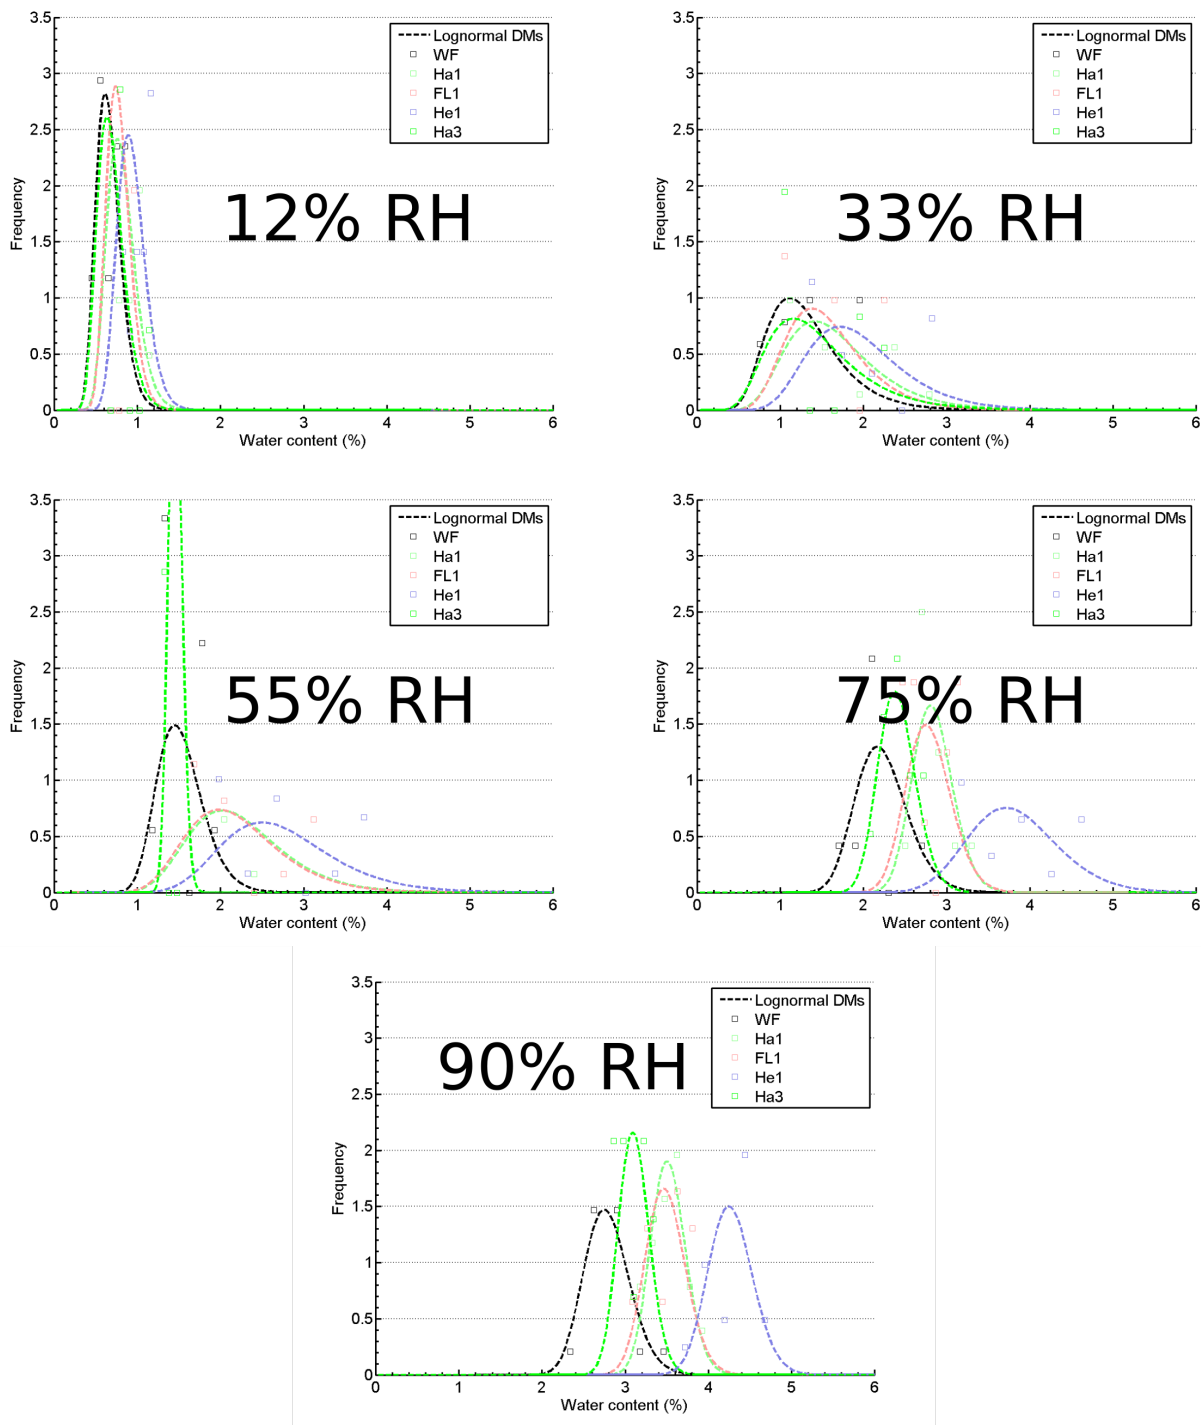 3.5
3
2.5
2
1.5
1
0.5
0
Frequency
0 1 2 3 4 5 6
Water content (%)
Lognormal DMs
WF
Ha1
FL1
He1
Ha3
12% RH
3.5
3
2.5
2
1.5
1
0.5
0
Frequency
0 1 2 3 4 5 6
Water content (%)
Lognormal DMs
WF
Ha1
FL1
He1
Ha3
33% RH
3.5
3
2.5
2
1.5
1
0.5
0
Frequency
0 1 2 3 4 5 6
Water content (%)
Lognormal DMs
WF
Ha1
FL1
He1
Ha3
55% RH
3.5
3
2.5
2
1.5
1
0.5
0
Frequency
0 1 2 3 4 5 6
Water content (%)
Lognormal DMs
WF
Ha1
FL1
He1
Ha3
75% RH
3.5
3
2.5
2
1.5
1
0.5
0
Frequency
0 1 2 3 4 5 6
Water content (%)
Lognormal DMs
WF
Ha1
FL1
He1
Ha3
90% RH